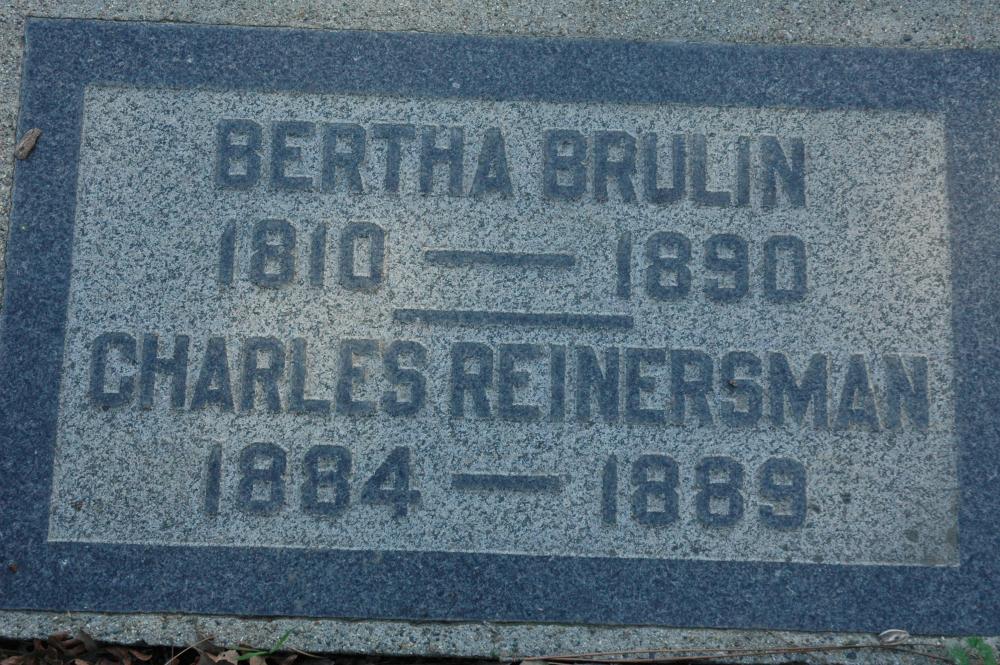 BERTHA BRULIN
1810 — 1890
CHARLES REINERSMAN
1884 — 1889